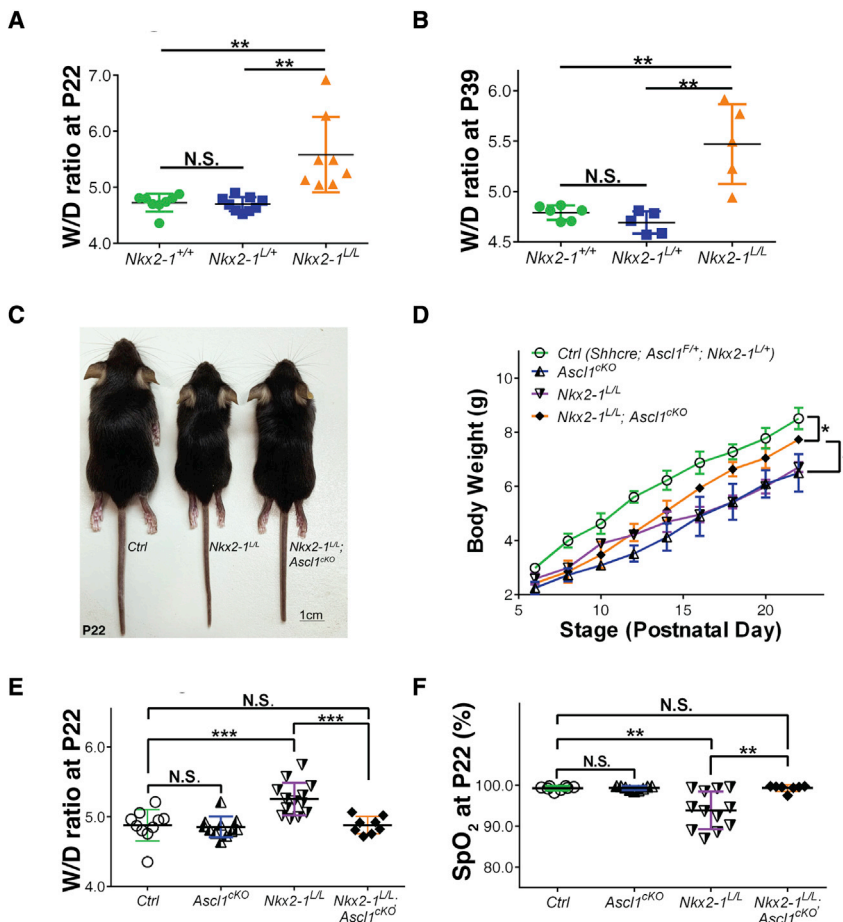 A
**
**
N.S.
W/D ratio at P22
7.0
6.0
5.0
4.0
Nkx2-1+/+
Nkx2-1L/+
Nkx2-1L/L
B
**
**
N.S.
W/D ratio at P39
6.0
5.5
5.0
4.5
Nkx2-1+/+
Nkx2-1L/+
Nkx2-1L/L
C
Ctrl
Nkx2-1L/L
Nkx2-1L/L;
Ascl1cKO
1cm
P22
D
Ctrl (Shhcre; Ascl1F/+; Nkx2-1L/+)
Ascl1cKO
Nkx2-1L/L
Nkx2-1L/L; Ascl1cKO
*
Body Weight (g)
10
8
6
4
2
5
10
15
20
Stage (Postnatal Day)
E
N.S.
***
***
N.S.
W/D ratio at P22
6.0
5.0
4.0
Ctrl
Ascl1cKO
Nkx2-1L/L
Nkx2-1L/L.
Ascl1cKO
F
N.S.
**
**
N.S.
SpO2 at P22 (%)
100.0
90.0
80.0
Ctrl
Ascl1cKO
Nkx2-1L/L
Nkx2-1L/L.
Ascl1cKO